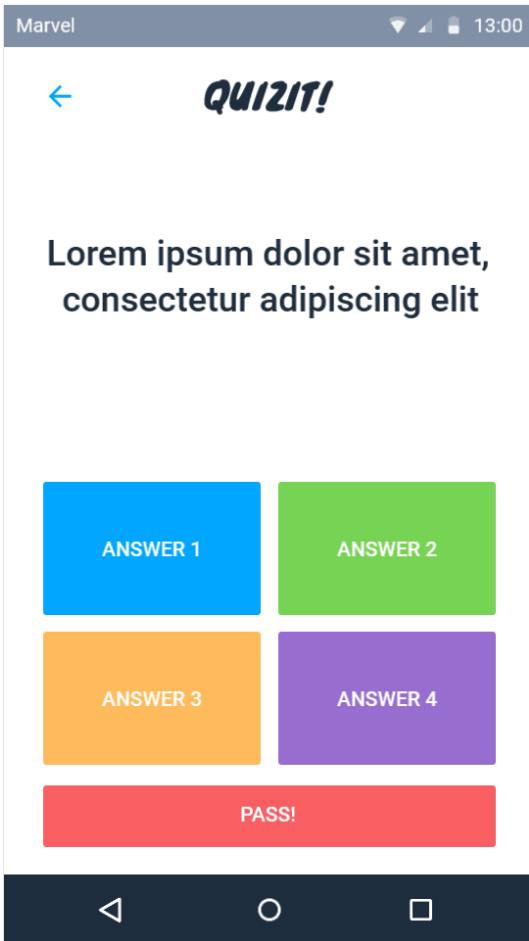 Marvel 13:00
QUIZIT!
Lorem ipsum dolor sit amet,
consectetur adipiscing elit
ANSWER 1 ANSWER 2
ANSWER 3 ANSWER 4
PASS!